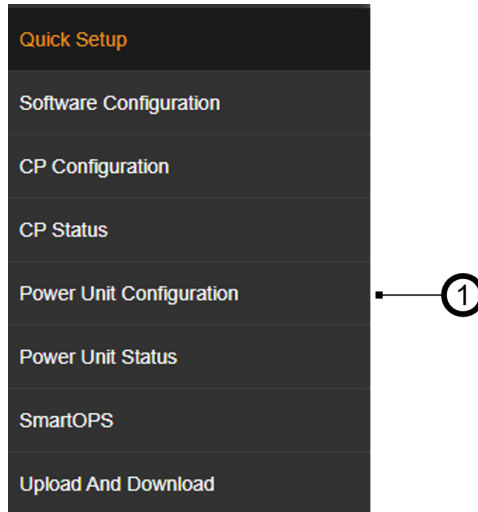 Quick Setup
Software Configuration
CP Configuration
CP Status
Power Unit Configuration
1
Power Unit Status
SmartOPS
Upload And Download